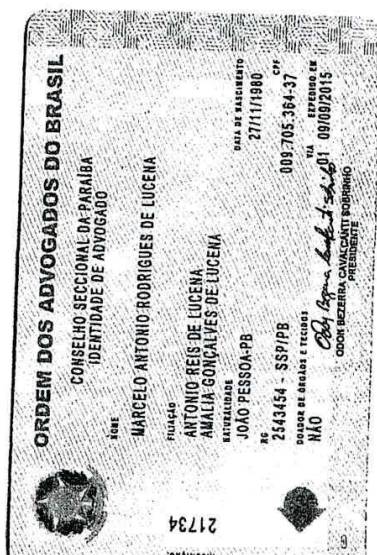 ORDEM DOS ADVOGADOS DO BRASIL
CONSELHO SECCIONAL DA PARAÍBA
IDENTIDADE DE ADVOGADO
NOME
MARCELO ANTONIO RODRIGUES DE LUCENA
FILIAÇÃO
ANTONIO REIS DE LUCENA
AMALIA GONÇALVES DE LUCENA
NATURALIDADE
JOÃO PESSOA-PB
DATA DE NASCIMENTO
27/11/1980
RG
2543454 - SSP/PB
CPF
009.705.364-37
DOADOR DE ÓRGÃOS E TECIDOS
NÃO
VIA
01
EXPEDIDO EM
09/09/2015
ODON BEZERRA CAVALCANTI SOBRINHO
PRESIDENTE
INSCRIÇÃO:
21734